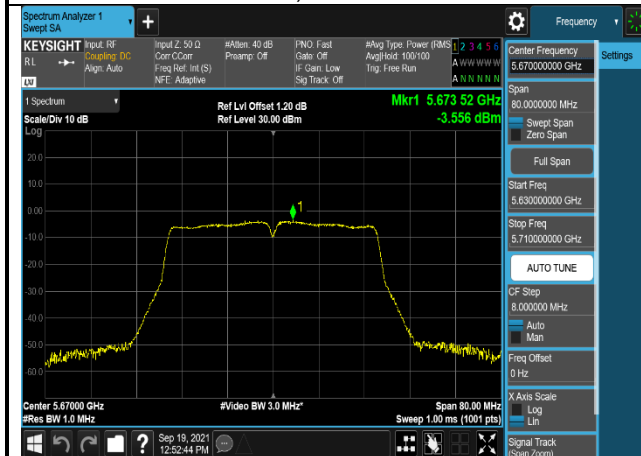 Spectrum Analyzer 1
Swept SA
Frequency
KEYSIGHT
RL
Input: RF
Coupling: DC
Align: Auto
Input Z: 50 Ω
Corr CCorr
Freq Ref: Int (S)
NFE: Adaptive
#Atten: 40 dB
Preamp: Off
PNO: Fast
Gate: Off
IF Gain: Low
Sig Track: Off
#Avg Type: Power (RMS
Avg|Hold: 100/100
Trig: Free Run
1 2 3 4 5 6
A W W W W W
A N N N N N
LXI
1 Spectrum
Scale/Div 10 dB
Log
Ref Lvl Offset 1.20 dB
Ref Level 30.00 dBm
Mkr1 5.673 52 GHz
-3.556 dBm
20.0
10.0
0.00
-10.0
-20.0
-30.0
-40.0
-50.0
-60.0
1
Center 5.67000 GHz
#Res BW 1.0 MHz
#Video BW 3.0 MHz*
Span 80.00 MHz
Sweep 1.00 ms (1001 pts)
Center Frequency
5.670000000 GHz
Settings
Span
80.0000000 MHz
Swept Span
Zero Span
Full Span
Start Freq
5.630000000 GHz
Stop Freq
5.710000000 GHz
AUTO TUNE
CF Step
8.000000 MHz
Auto
Man
Freq Offset
0 Hz
X Axis Scale
Log
Lin
Signal Track
(Span Zoom)
Sep 19, 2021
12:52:44 PM